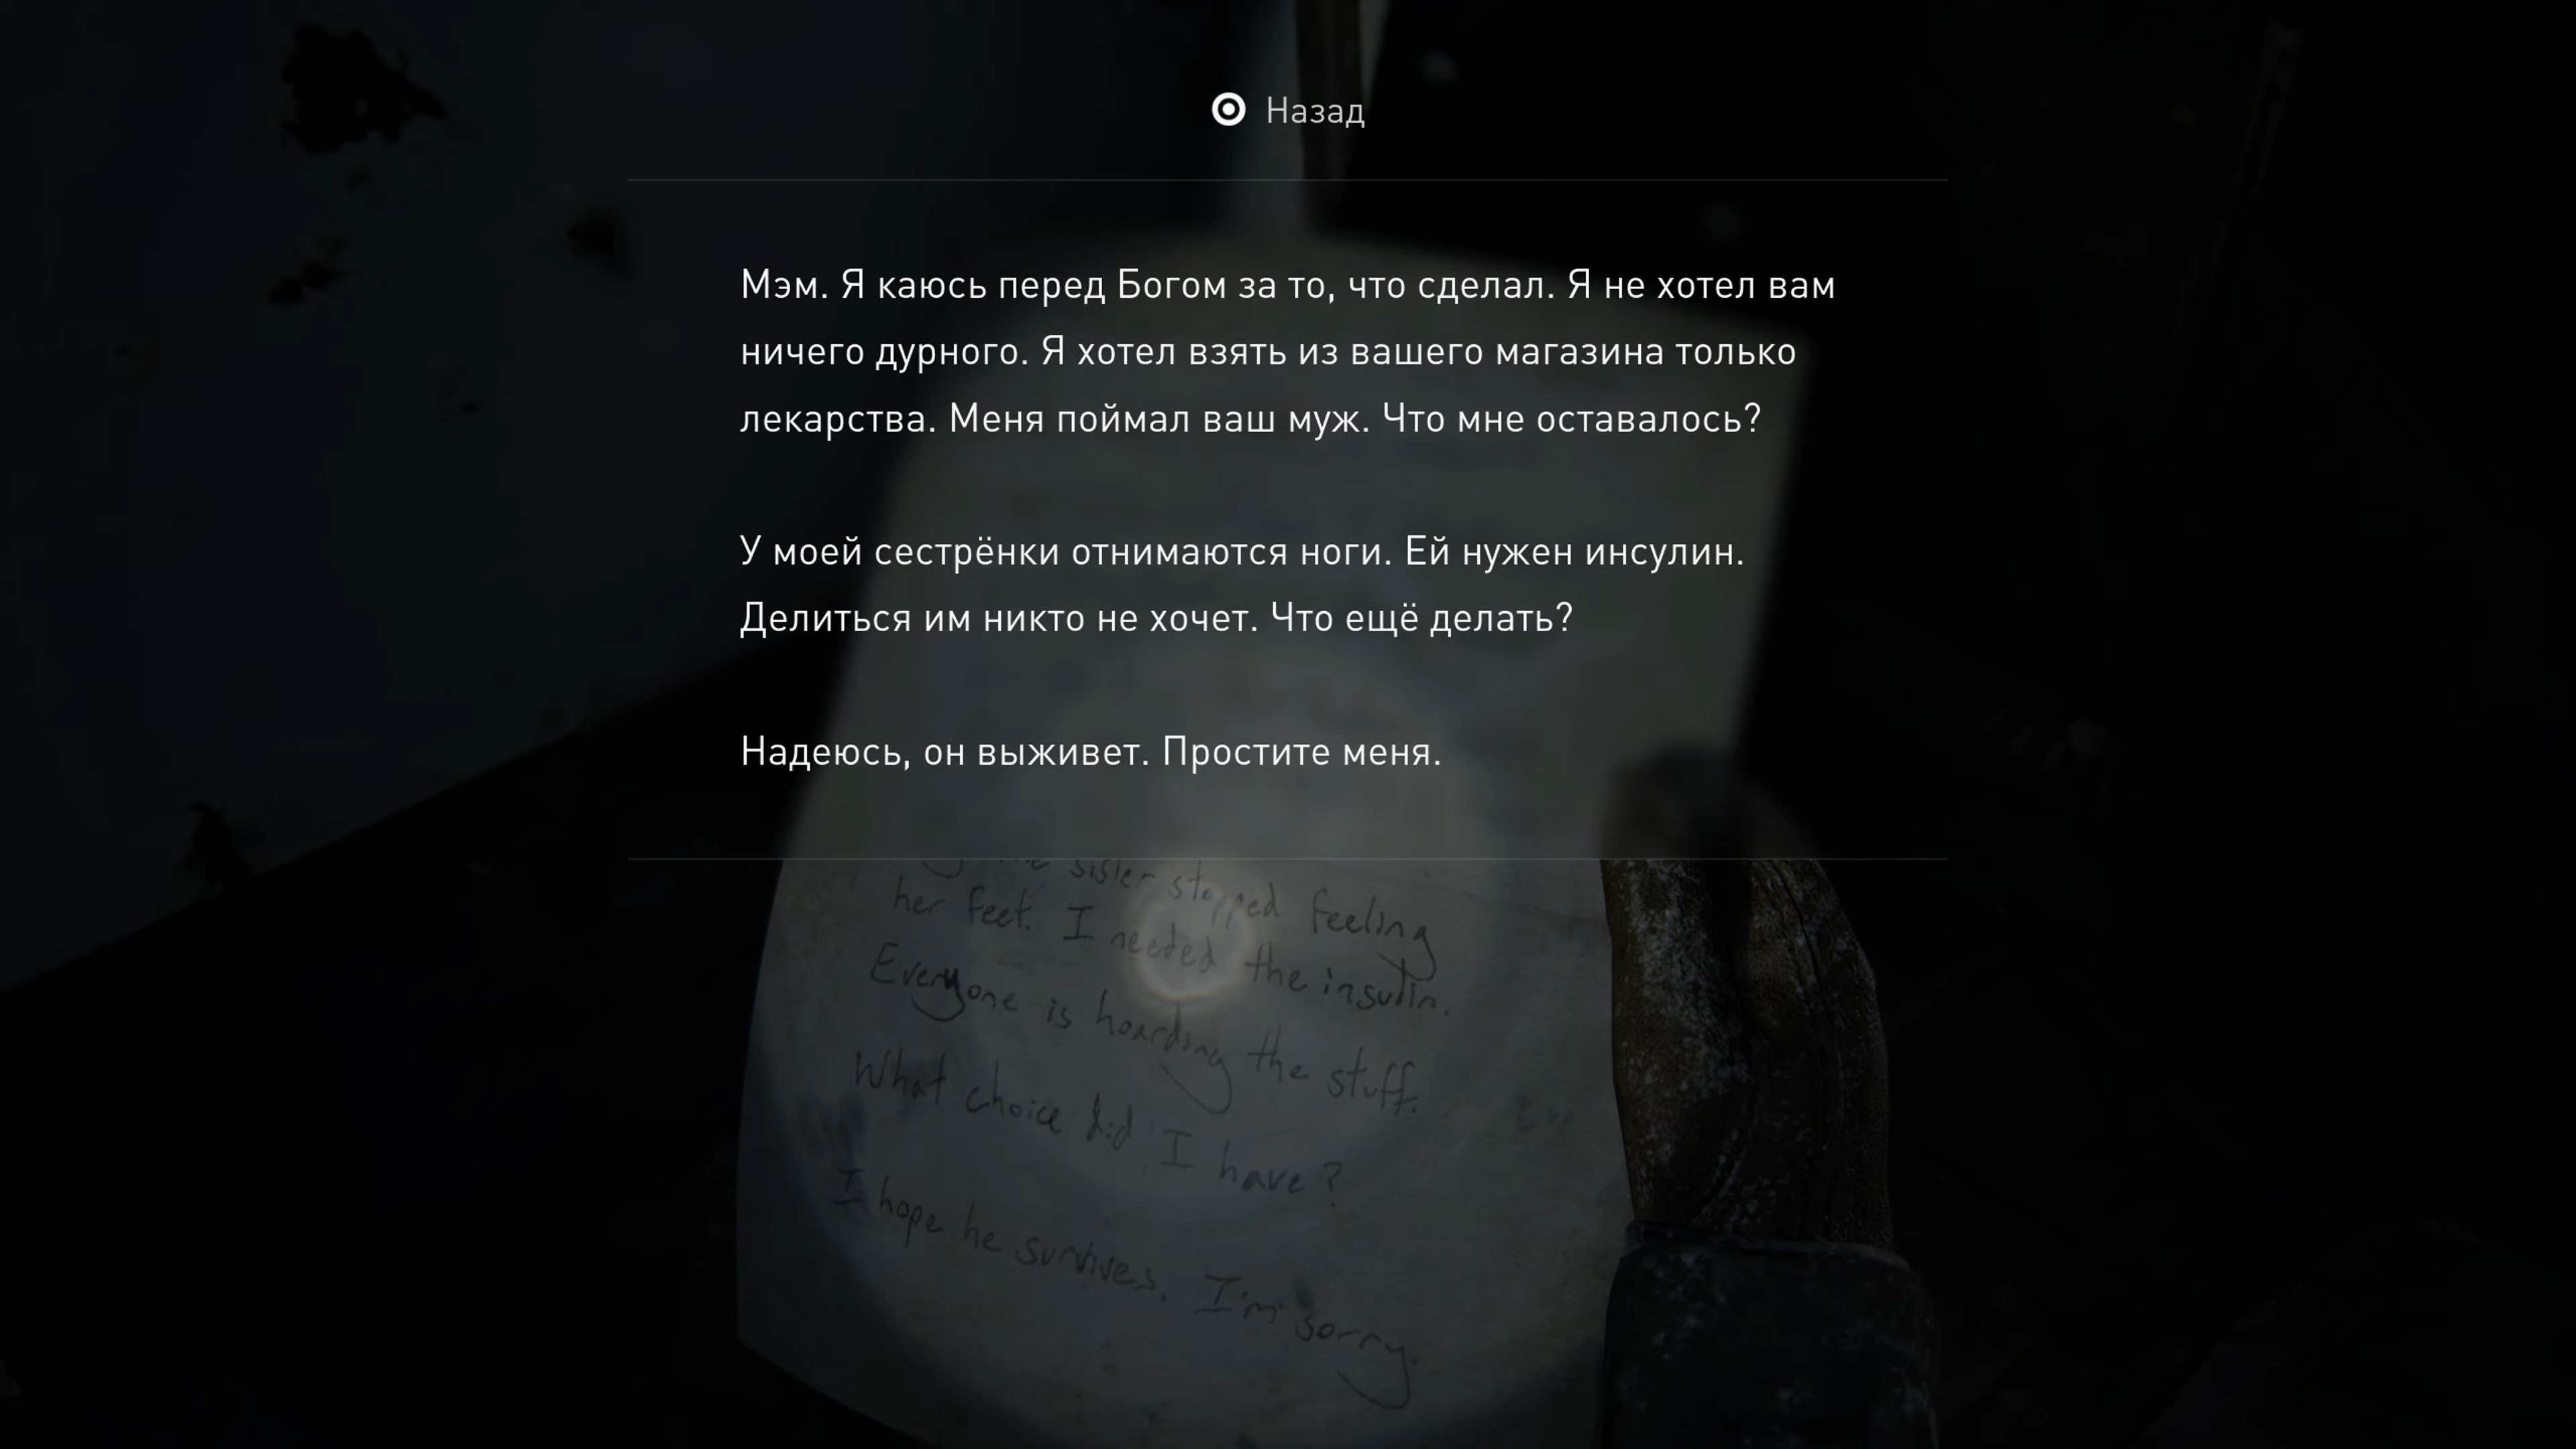 Назад
Мэм. Я каюсь перед Богом за то, что сделал. Я не хотел вам
ничего дурного. Я хотел взять из вашего магазина только
лекарства. Меня поймал ваш муж. Что мне оставалось?
У моей сестрёнки отнимаются ноги. Ей нужен инсулин.
Делиться им никто не хочет. Что ещё делать?
Надеюсь, он выживет. Простите меня.
sister stopped feeling
her feet. I needed the insulin.
Everyone is hoarding the stuff.
What choice did I have?
I hope he survives. I'm sorry.